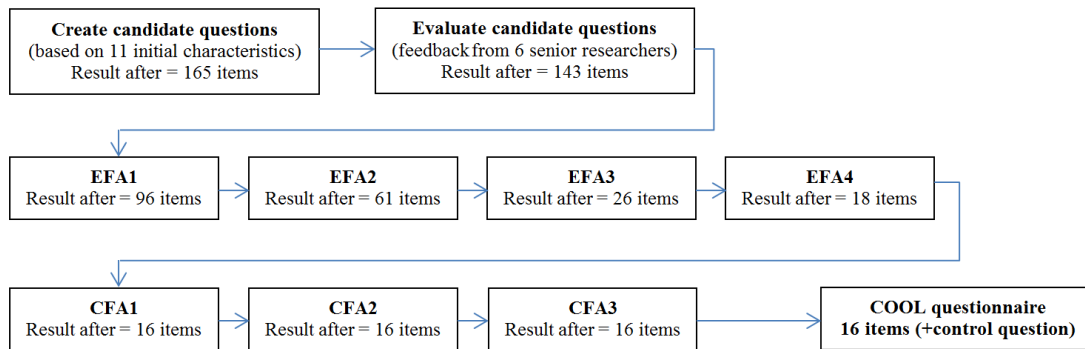 Create candidate questions
(based on 11 initial characteristics)
Result after = 165 items
Evaluate candidate questions
(feedback from 6 senior researchers)
Result after = 143 items
EFA1
Result after = 96 items
EFA2
Result after = 61 items
EFA3
Result after = 26 items
EFA4
Result after = 18 items
CFA1
Result after = 16 items
CFA2
Result after = 16 items
CFA3
Result after = 16 items
COOL questionnaire
16 items (+control question)